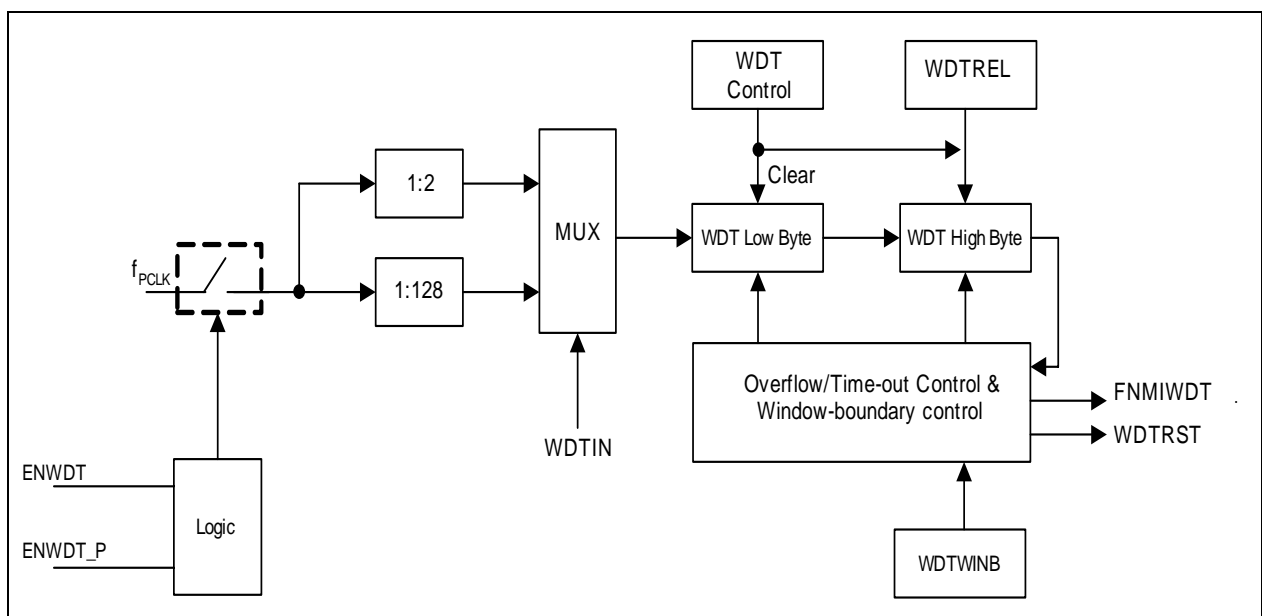 WDT
Control
WDTREL
1:2
Clear
MUX
WDT Low Byte
WDT High Byte
fPCLK
1:128
Overflow/Time-out Control &
Window-boundary control
FNMIWDT
.
WDTRST
WDTIN
ENWDT
Logic
ENWDT_P
WDTWINB